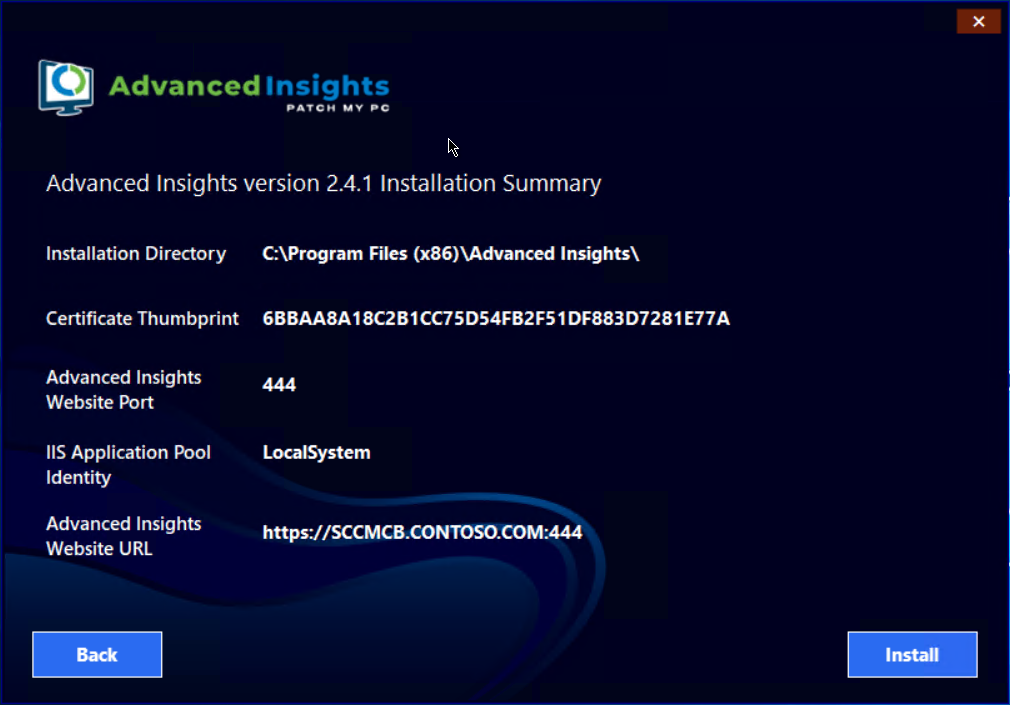 Advanced Insights
PATCH MY PC
Advanced Insights version 2.4.1 Installation Summary
Installation Directory C:\Program Files (x86)\Advanced Insights\
Certificate Thumbprint 6BBAA8A18C2B1CC75D54FB2F51DF883D7281E77A
Advanced Insights
Website Port
444
IIS Application Pool
Identity
LocalSystem
Advanced Insights
Website URL
https://SCCMCB.CONTOSO.COM:444
Back
Install